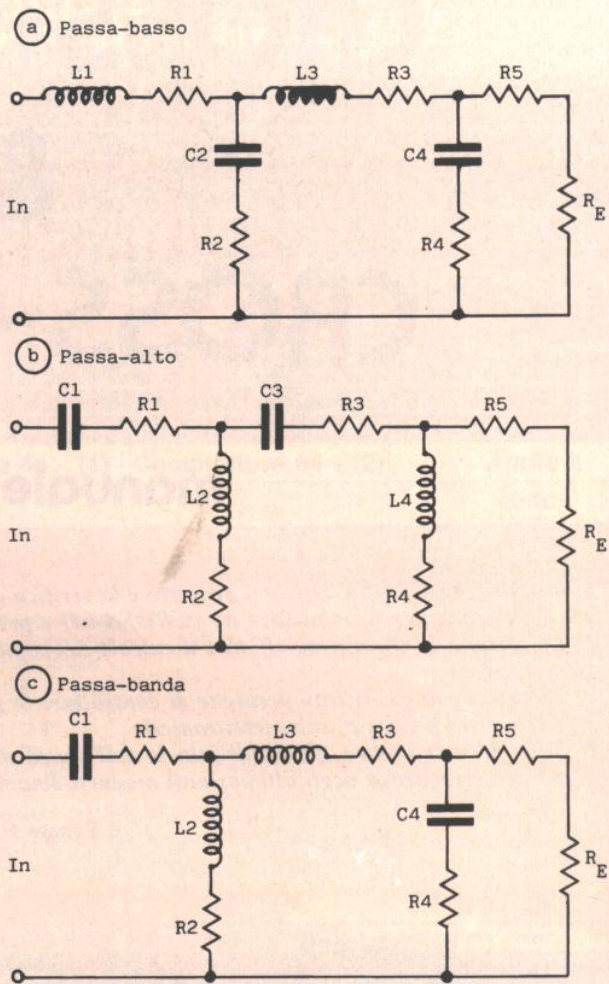 a Passa-basso
L1 R1 L3 R3 R5
C2 C4
In
R2 R4 RE
b Passa-alto
C1 R1 C3 R3 R5
L2 L4
In
R2 R4 RE
c Passa-banda
C1 R1 L3 R3 R5
L2 C4
In
R2 R4 RE